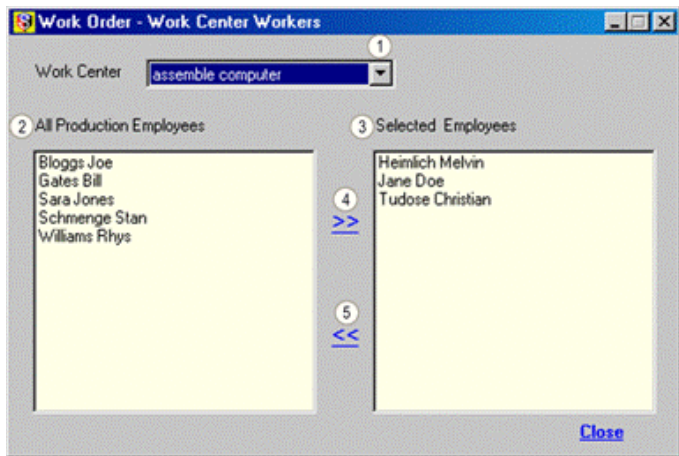 Work Order - Work Center Workers
1
Work Center assemble computer
2 All Production Employees
3 Selected Employees
Bloggs Joe
Gates Bill
Sara Jones
Schmenge Stan
Williams Rhys
Heimlich Melvin
Jane Doe
Tudose Christian
4
>>
5
<<
Close